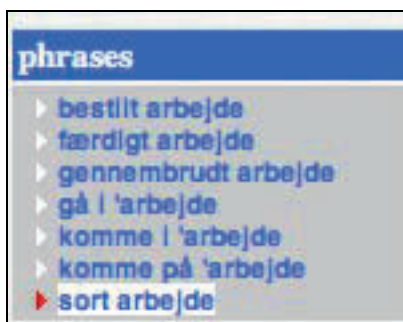 phrases
bestilt arbejde
færdigt arbejde
gennembrudt arbejde
gå i 'arbejde
komme i 'arbejde
komme på 'arbejde
sort arbejde